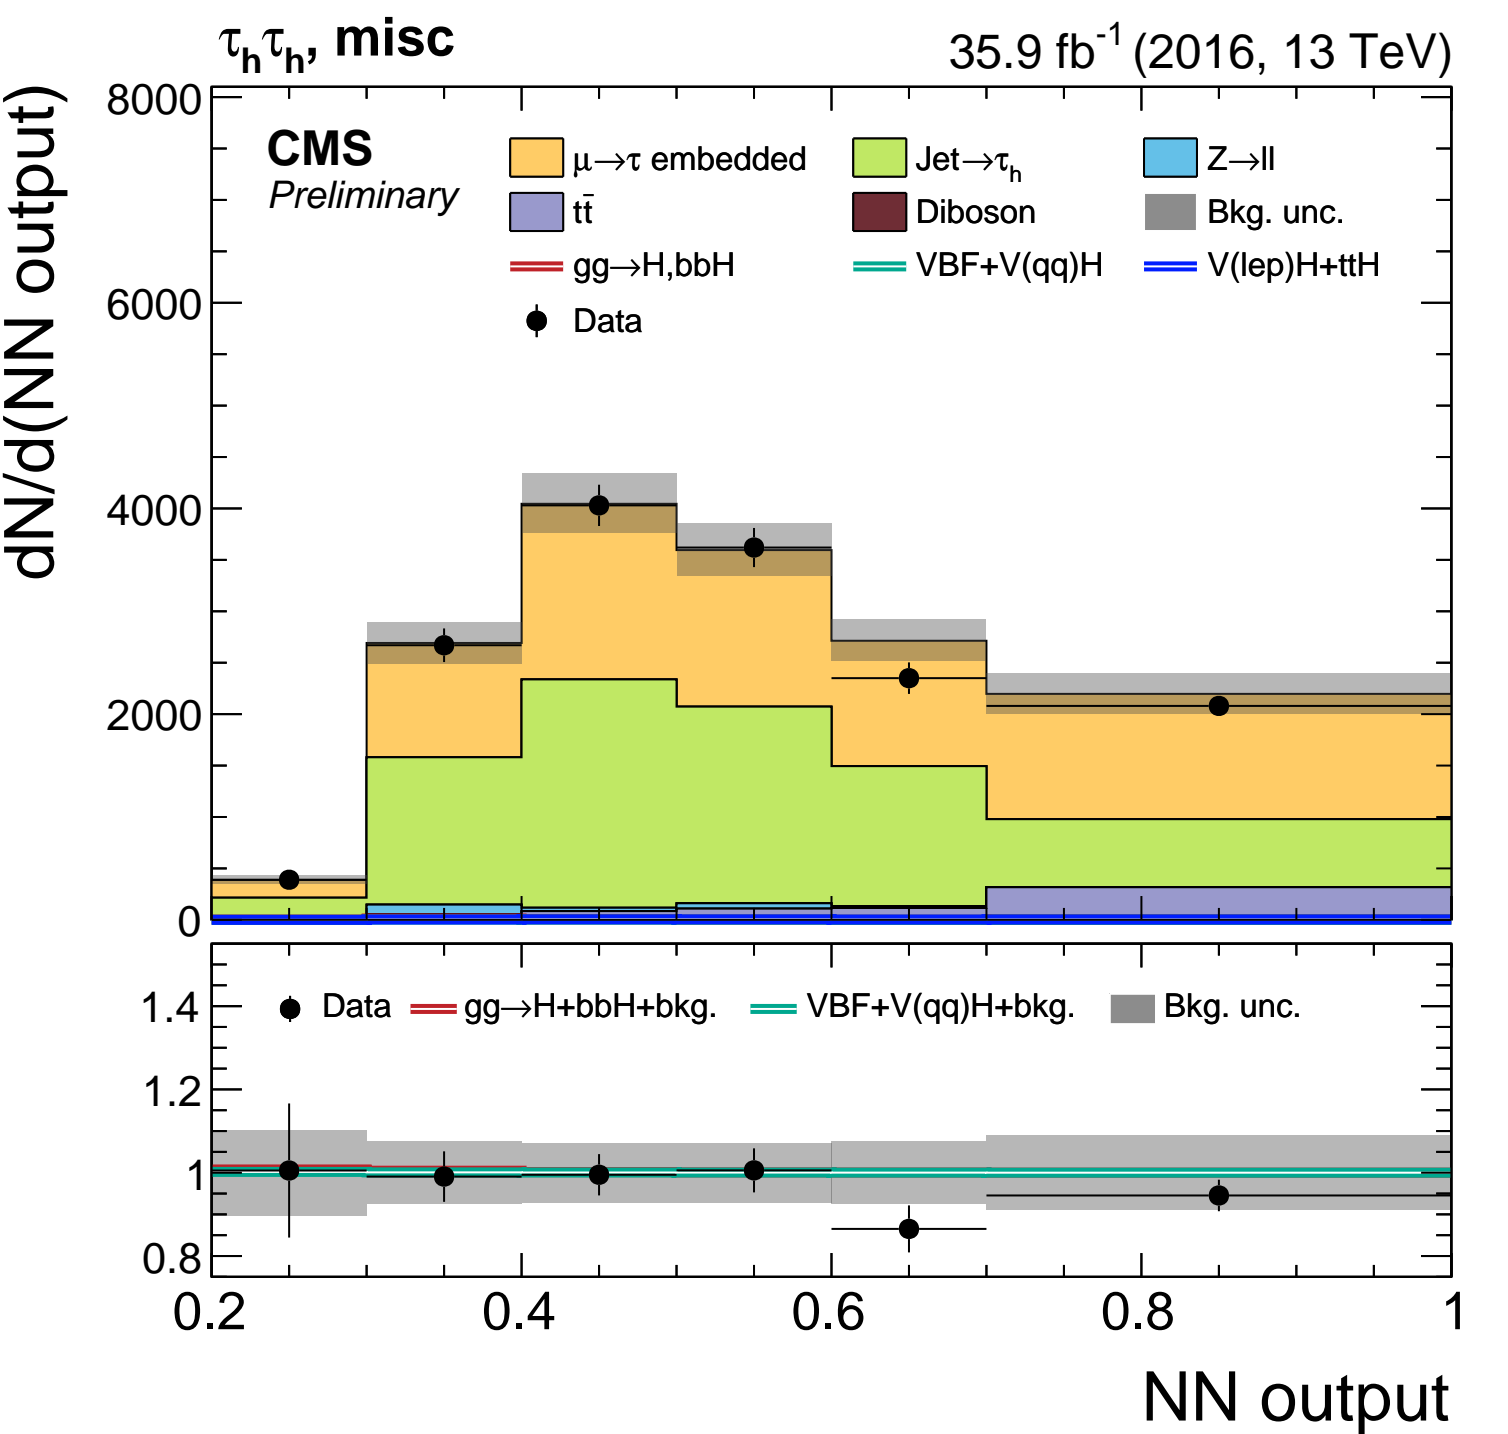 τhτh, misc
35.9 fb-1 (2016, 13 TeV)
dN/d(NN output)
8000
6000
4000
2000
0
CMS
Preliminary
μ→τ embedded
Jet→τh
Z→ll
tt̄
Diboson
Bkg. unc.
gg→H,bbH
VBF+V(qq)H
V(lep)H+ttH
Data
1.4
1.2
1
0.8
Data
gg→H+bbH+bkg.
VBF+V(qq)H+bkg.
Bkg. unc.
0.2
0.4
0.6
0.8
1
NN output